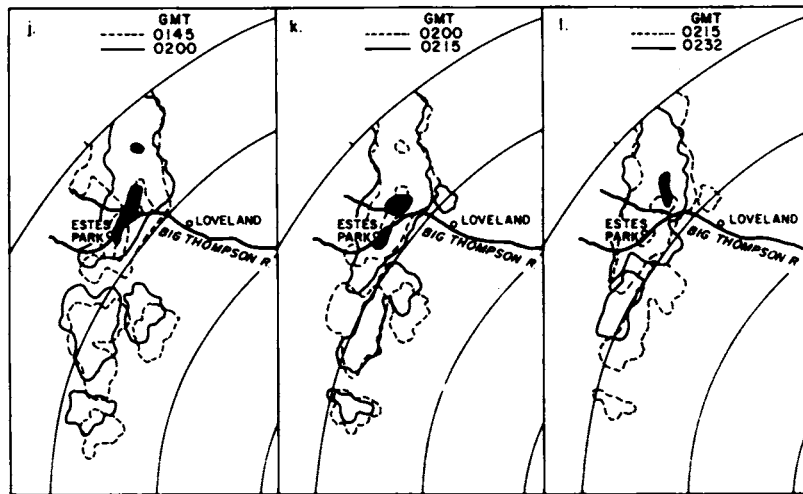 j.
GMT
0145
0200
ESTES
PARK
LOVELAND
BIG THOMPSON R
k.
GMT
0200
0215
ESTES
PARK
LOVELAND
BIG THOMPSON R.
l.
GMT
0215
0232
ESTES
PARK
LOVELAND
BIG THOMPSON R